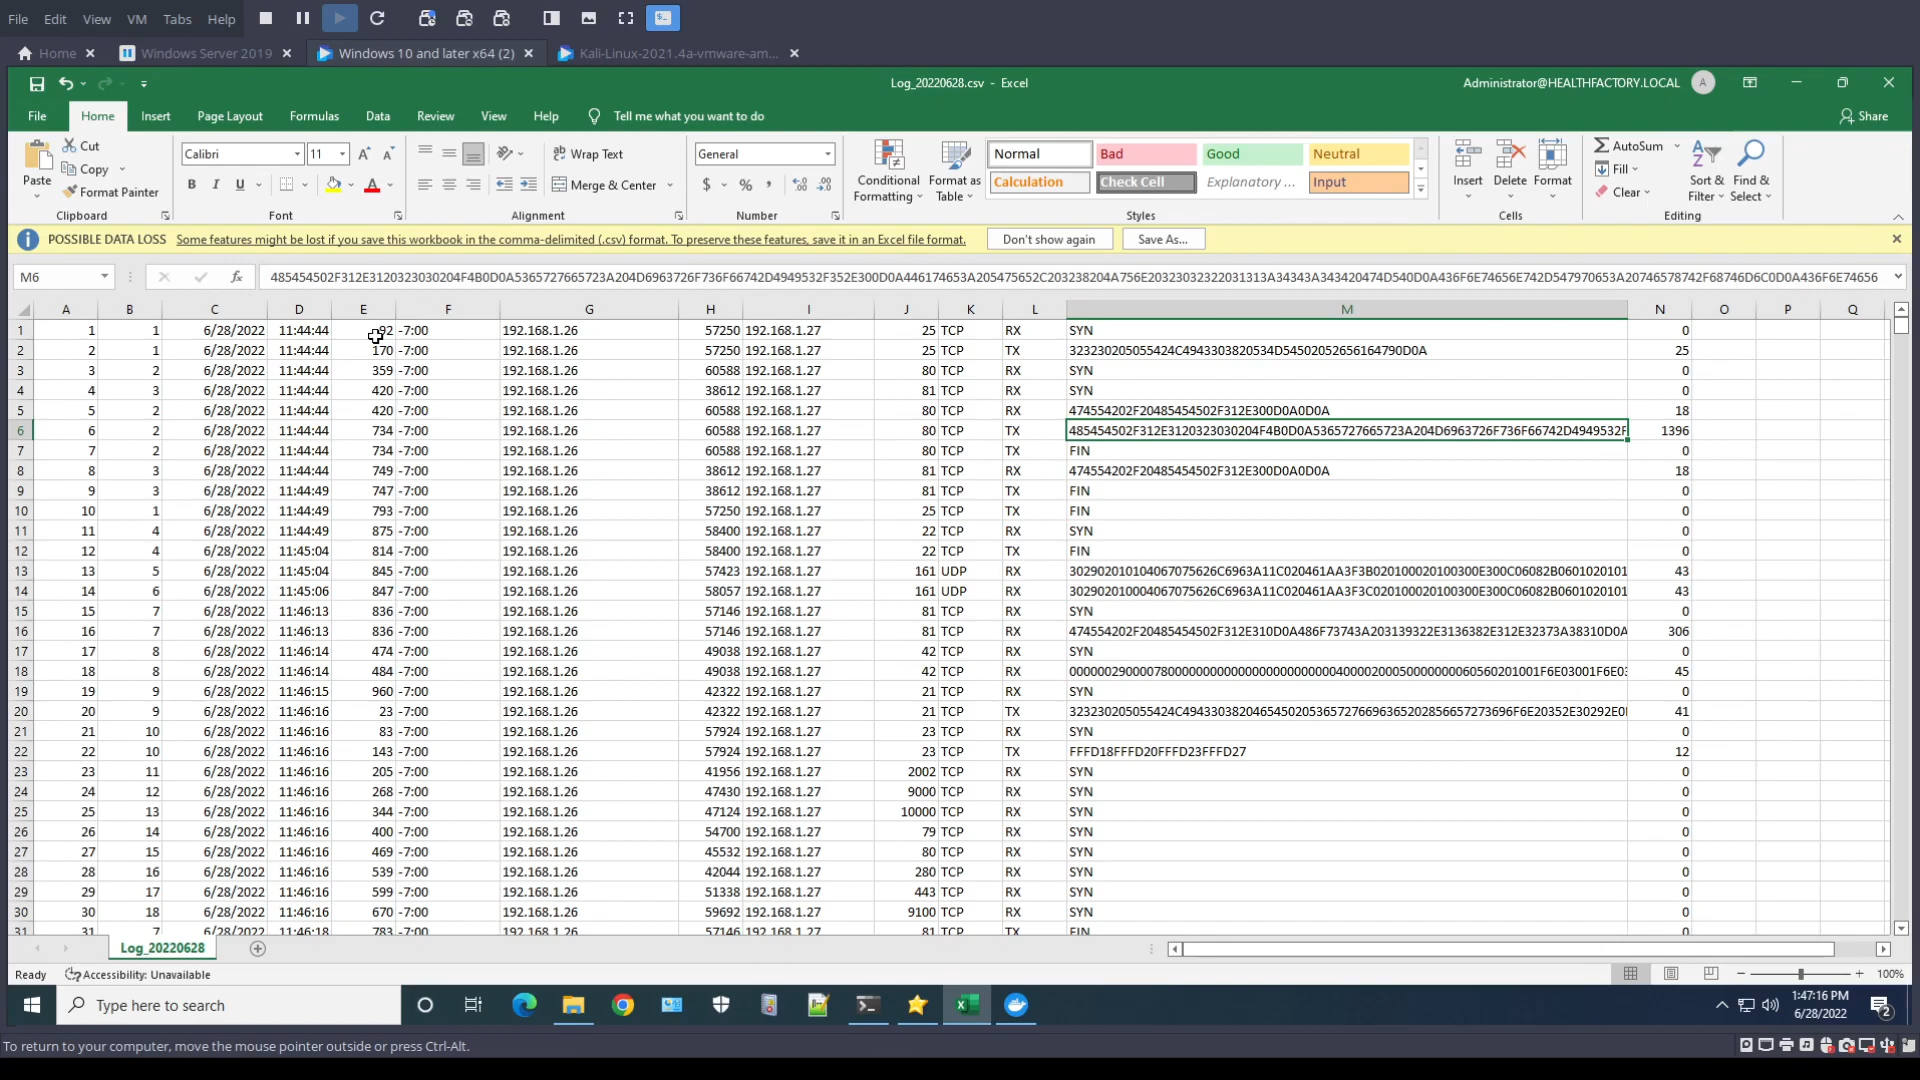 File Edit View VM Tabs Help
Home Windows Server 2019 Windows 10 and later x64 (2) Kali-Linux-2021.4a-vmware-am...
Log_20220628.csv - Excel Administrator@HEALTHFACTORY.LOCAL A
File Home Insert Page Layout Formulas Data Review View Help Tell me what you want to do Share
Cut Calibri 11 Wrap Text General Normal Bad Good Neutral AutoSum
Copy Fill
Paste Format Painter B I U Merge & Center $ % Conditional Formatting Format as Table Calculation Check Cell Explanatory ... Input Insert Delete Format Clear Sort & Filter Find & Select
Clipboard Font Alignment Number Styles Cells Editing
POSSIBLE DATA LOSS Some features might be lost if you save this workbook in the comma-delimited (.csv) format. To preserve these features, save it in an Excel file format. Don't show again Save As...
M6 fx
A B C D E F G H I J K L M N O P Q
1 1 1 6/28/2022 11:44:44 92 -7:00 192.168.1.26 57250 192.168.1.27 25 TCP RX SYN 0
2 2 1 6/28/2022 11:44:44 170 -7:00 192.168.1.26 57250 192.168.1.27 25 TCP TX 323230205055424C4943303820534D54502052656164790D0A 25
3 3 2 6/28/2022 11:44:44 359 -7:00 192.168.1.26 60588 192.168.1.27 80 TCP RX SYN 0
4 4 3 6/28/2022 11:44:44 420 -7:00 192.168.1.26 38612 192.168.1.27 81 TCP RX SYN 0
5 5 2 6/28/2022 11:44:44 420 -7:00 192.168.1.26 60588 192.168.1.27 80 TCP RX 474554202F20485454502F312E300D0A0D0A 18
6 6 2 6/28/2022 11:44:44 734 -7:00 192.168.1.26 60588 192.168.1.27 80 TCP TX 485454502F312E3120323030204F4B0D0A5365727665723A204D6963726F736F66742D4949532F 1396
7 7 2 6/28/2022 11:44:44 734 -7:00 192.168.1.26 60588 192.168.1.27 80 TCP TX FIN 0
8 8 3 6/28/2022 11:44:44 749 -7:00 192.168.1.26 38612 192.168.1.27 81 TCP RX 474554202F20485454502F312E300D0A0D0A 18
9 9 3 6/28/2022 11:44:49 747 -7:00 192.168.1.26 38612 192.168.1.27 81 TCP TX FIN 0
10 10 1 6/28/2022 11:44:49 793 -7:00 192.168.1.26 57250 192.168.1.27 25 TCP TX FIN 0
11 11 4 6/28/2022 11:44:49 875 -7:00 192.168.1.26 58400 192.168.1.27 22 TCP RX SYN 0
12 12 4 6/28/2022 11:45:04 814 -7:00 192.168.1.26 58400 192.168.1.27 22 TCP TX FIN 0
13 13 5 6/28/2022 11:45:04 845 -7:00 192.168.1.26 57423 192.168.1.27 161 UDP RX 302902010104067075626C6963A11C020461AA3F3B020100020100300E300C06082B0601020101 43
14 14 6 6/28/2022 11:45:06 847 -7:00 192.168.1.26 58057 192.168.1.27 161 UDP RX 302902010004067075626C6963A11C020461AA3F3C020100020100300E300C06082B0601020101 43
15 15 7 6/28/2022 11:46:13 836 -7:00 192.168.1.26 57146 192.168.1.27 81 TCP RX SYN 0
16 16 7 6/28/2022 11:46:13 836 -7:00 192.168.1.26 57146 192.168.1.27 81 TCP RX 474554202F20485454502F312E310D0A486F73743A203139322E3136382E312E32373A38310D0A 306
17 17 8 6/28/2022 11:46:14 474 -7:00 192.168.1.26 49038 192.168.1.27 42 TCP RX SYN 0
18 18 8 6/28/2022 11:46:14 484 -7:00 192.168.1.26 49038 192.168.1.27 42 TCP RX 45
19 19 9 6/28/2022 11:46:15 960 -7:00 192.168.1.26 42322 192.168.1.27 21 TCP RX SYN 0
20 20 9 6/28/2022 11:46:16 23 -7:00 192.168.1.26 42322 192.168.1.27 21 TCP TX 323230205055424C49433038204654502053657276696365202856657273696F6E20352E30292E0 41
21 21 10 6/28/2022 11:46:16 83 -7:00 192.168.1.26 57924 192.168.1.27 23 TCP RX SYN 0
22 22 10 6/28/2022 11:46:16 143 -7:00 192.168.1.26 57924 192.168.1.27 23 TCP TX FFFD18FFFD20FFFD23FFFD27 12
23 23 11 6/28/2022 11:46:16 205 -7:00 192.168.1.26 41956 192.168.1.27 2002 TCP RX SYN 0
24 24 12 6/28/2022 11:46:16 268 -7:00 192.168.1.26 47430 192.168.1.27 9000 TCP RX SYN 0
25 25 13 6/28/2022 11:46:16 344 -7:00 192.168.1.26 47124 192.168.1.27 10000 TCP RX SYN 0
26 26 14 6/28/2022 11:46:16 400 -7:00 192.168.1.26 54700 192.168.1.27 79 TCP RX SYN 0
27 27 15 6/28/2022 11:46:16 469 -7:00 192.168.1.26 45532 192.168.1.27 80 TCP RX SYN 0
28 28 16 6/28/2022 11:46:16 539 -7:00 192.168.1.26 42044 192.168.1.27 280 TCP RX SYN 0
29 29 17 6/28/2022 11:46:16 599 -7:00 192.168.1.26 51338 192.168.1.27 443 TCP RX SYN 0
30 30 18 6/28/2022 11:46:16 670 -7:00 192.168.1.26 59692 192.168.1.27 9100 TCP RX SYN 0
31 31 7 6/28/2022 11:46:18 783 -7:00 192.168.1.26 57146 192.168.1.27 81 TCP TX FIN 0
Log_20220628
Ready Accessibility: Unavailable 100%
Type here to search 1:47:16 PM
6/28/2022 2
To return to your computer, move the mouse pointer outside or press Ctrl-Alt.